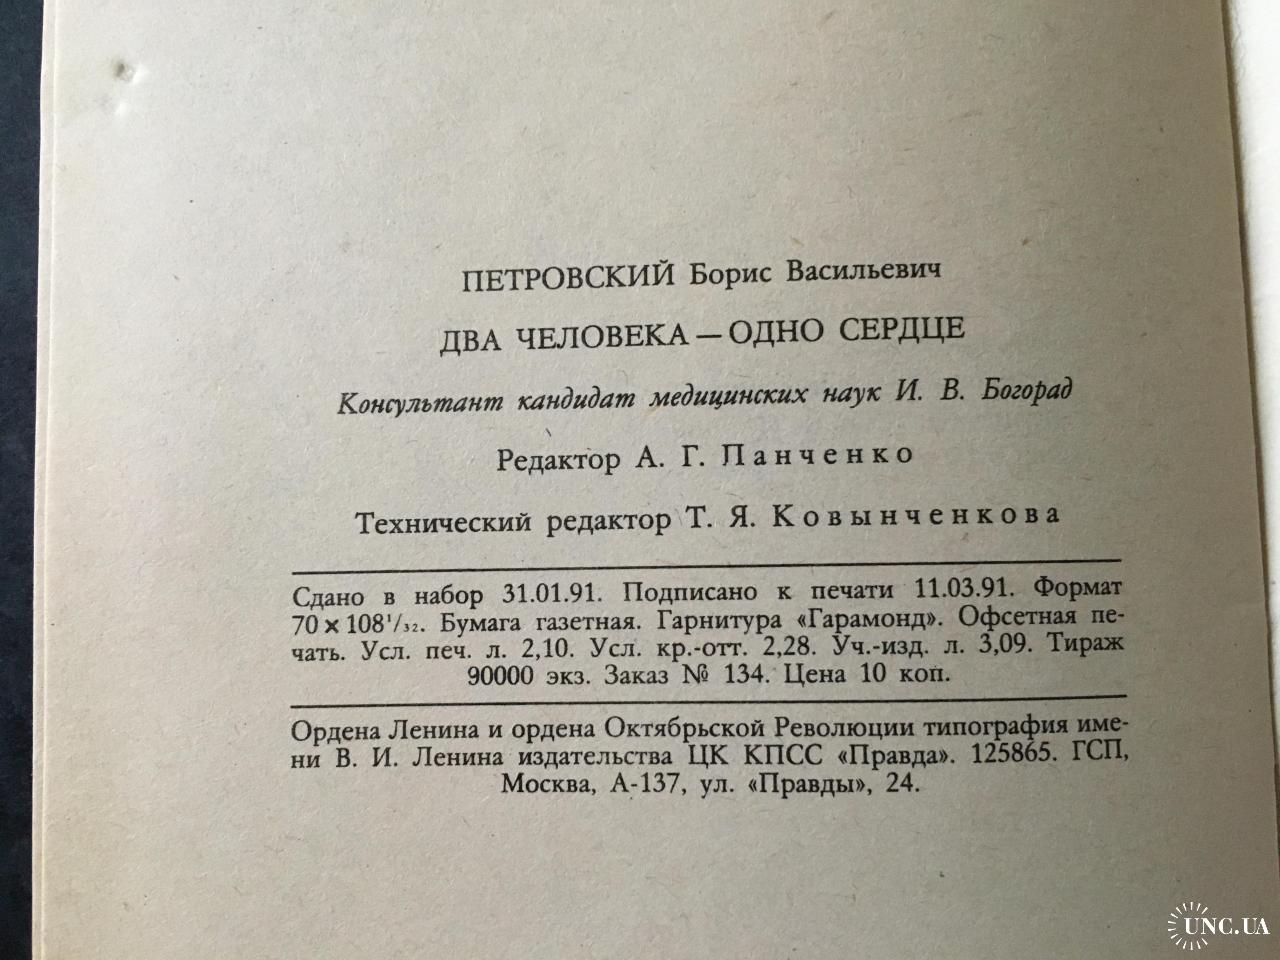 ПЕТРОВСКИЙ Борис Васильевич
ДВА ЧЕЛОВЕКА — ОДНО СЕРДЦЕ
Консультант кандидат медицинских наук И. В. Богорад
Редактор А. Г. Панченко
Технический редактор Т. Я. Ковынченкова
Сдано в набор 31.01.91. Подписано к печати 11.03.91. Формат
70 × 108 1/32. Бумага газетная. Гарнитура «Гарамонд». Офсетная пе-
чать. Усл. печ. л. 2,10. Усл. кр.-отт. 2,28. Уч.-изд. л. 3,09. Тираж
90000 экз. Заказ № 134. Цена 10 коп.
Ордена Ленина и ордена Октябрьской Революции типография име-
ни В. И. Ленина издательства ЦК КПСС «Правда». 125865. ГСП,
Москва, А-137, ул. «Правды», 24.
UNC.UA